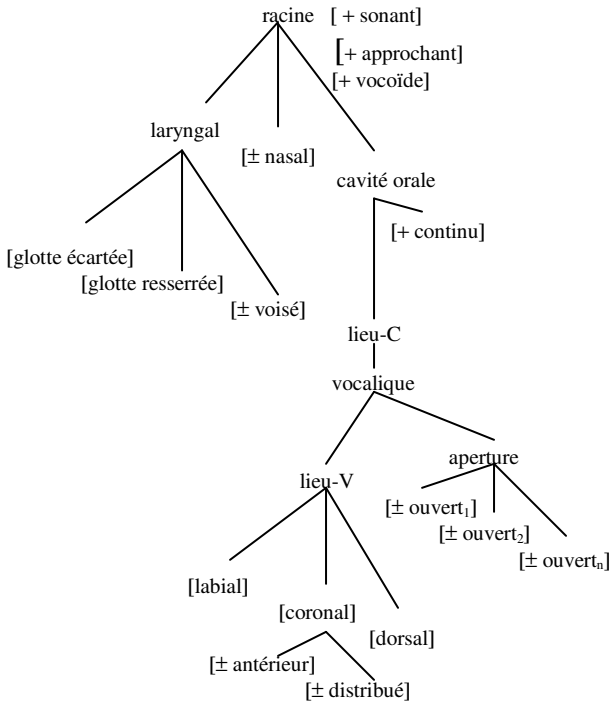 racine [ + sonant]
[+ approchant]
[+ vocoïde]
laryngal
[± nasal]
cavité orale
[+ continu]
[glotte écartée]
[glotte resserrée]
[± voisé]
lieu-C
vocalique
aperture
lieu-V
[± ouvert₁]
[± ouvert₂]
[± ouvertₙ]
[labial]
[coronal]
[dorsal]
[± antérieur]
[± distribué]